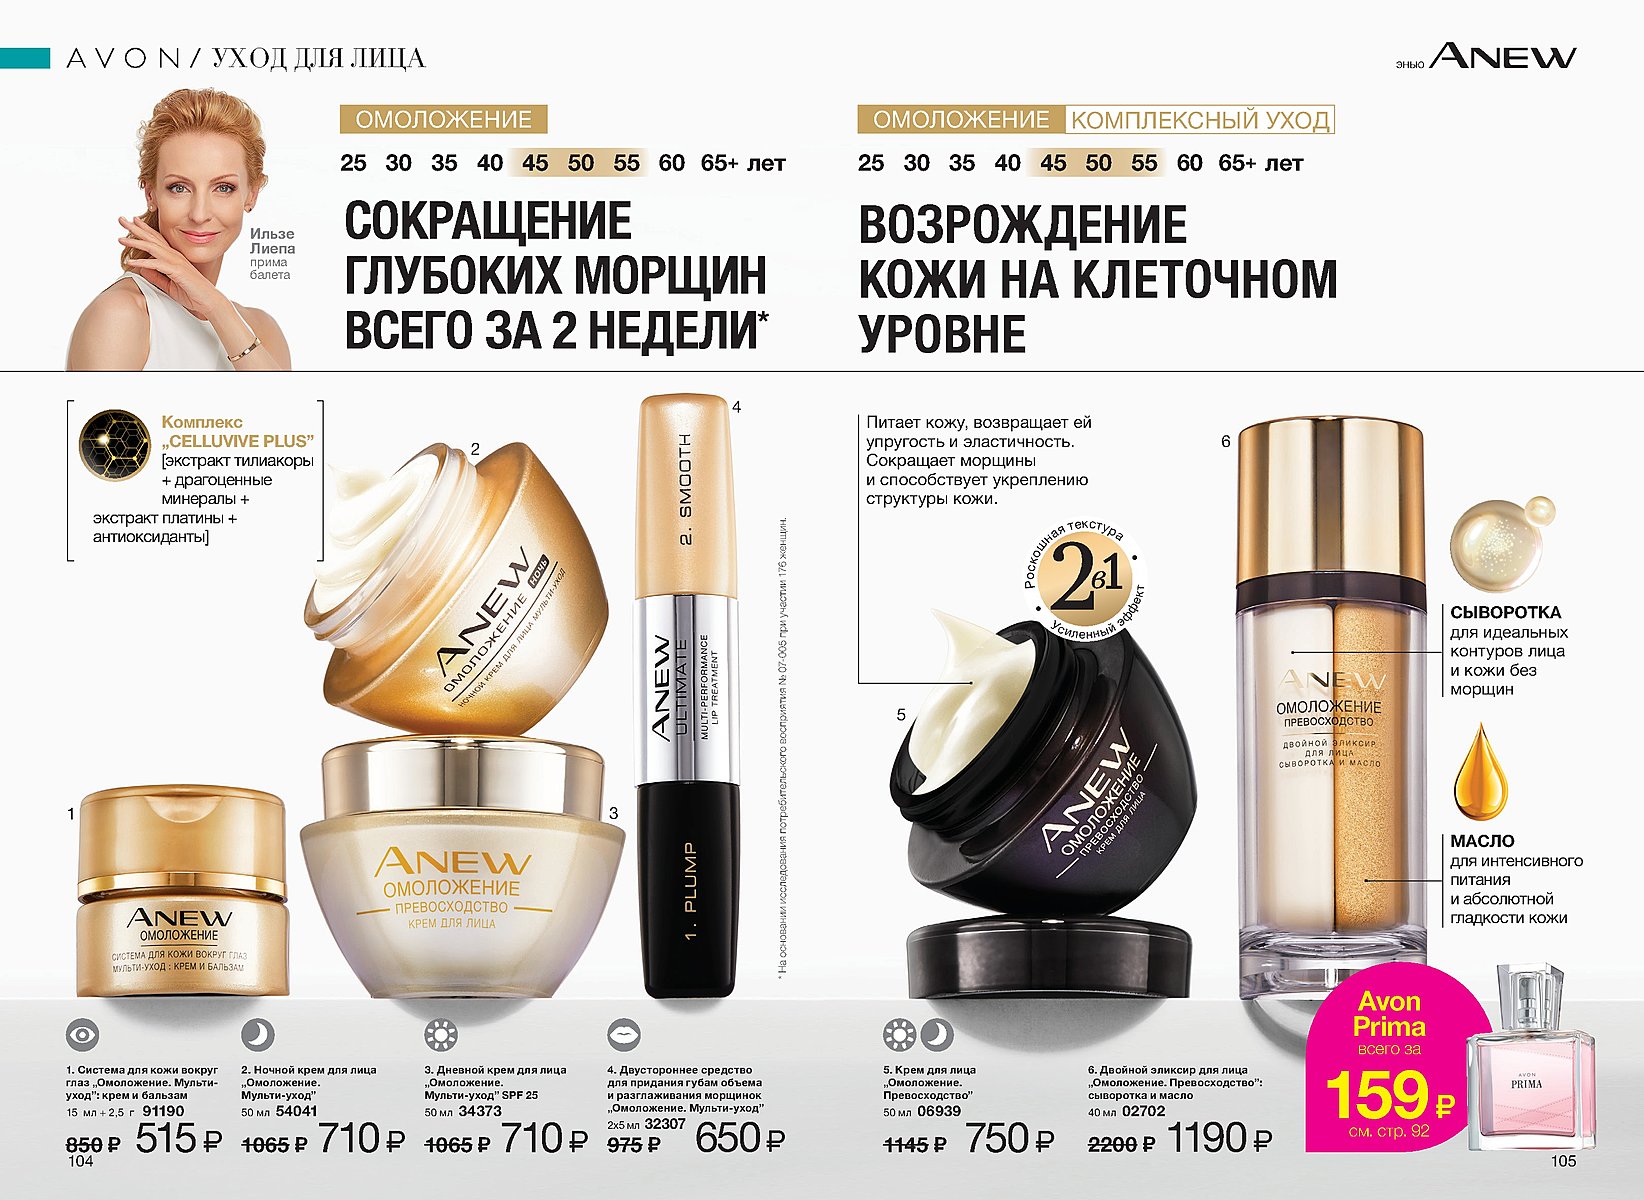 AVON / УХОД ДЛЯ ЛИЦА
энью ANEW
ОМОЛОЖЕНИЕ
25 30 35 40 45 50 55 60 65+ лет
СОКРАЩЕНИЕ
ГЛУБОКИХ МОРЩИН
ВСЕГО ЗА 2 НЕДЕЛИ*
Ильзе
Лиепа
прима
балета
ОМОЛОЖЕНИЕ КОМПЛЕКСНЫЙ УХОД
25 30 35 40 45 50 55 60 65+ лет
ВОЗРОЖДЕНИЕ
КОЖИ НА КЛЕТОЧНОМ
УРОВНЕ
Комплекс
„CELLUVIVE PLUS”
[экстракт тилиакоры
+ драгоценные
минералы +
экстракт платины +
антиоксиданты]
2
ANEW
НОЧЬ
ОМОЛОЖЕНИЕ
НОЧНОЙ КРЕМ ДЛЯ ЛИЦА МУЛЬТИ-УХОД
4
2. SMOOTH
ANEW
ULTIMATE
MULTI-PERFORMANCE
LIP TREATMENT
1. PLUMP
* На основании исследования потребительского восприятия № 07-005 при участии 176 женщин.
1
ANEW
ОМОЛОЖЕНИЕ
СИСТЕМА ДЛЯ КОЖИ ВОКРУГ ГЛАЗ
МУЛЬТИ-УХОД : КРЕМ И БАЛЬЗАМ
3
ANEW
ОМОЛОЖЕНИЕ
ПРЕВОСХОДСТВО
КРЕМ ДЛЯ ЛИЦА
Питает кожу, возвращает ей
упругость и эластичность.
Сокращает морщины
и способствует укреплению
структуры кожи.
Роскошная текстура
2в1
Усиленный эффект
5
ANEW
ОМОЛОЖЕНИЕ
ПРЕВОСХОДСТВО
КРЕМ ДЛЯ ЛИЦА
6
ANEW
ОМОЛОЖЕНИЕ
ПРЕВОСХОДСТВО
ДВОЙНОЙ ЭЛИКСИР
ДЛЯ ЛИЦА
СЫВОРОТКА И МАСЛО
СЫВОРОТКА
для идеальных
контуров лица
и кожи без
морщин
МАСЛО
для интенсивного
питания
и абсолютной
гладкости кожи
1. Система для кожи вокруг
глаз „Омоложение. Мульти-
уход”: крем и бальзам
15 мл + 2,5 г 91190
850 ₽ 515 ₽
2. Ночной крем для лица
„Омоложение.
Мульти-уход”
50 мл 54041
1065 ₽ 710 ₽
3. Дневной крем для лица
„Омоложение.
Мульти-уход” SPF 25
50 мл 34373
1065 ₽ 710 ₽
4. Двустороннее средство
для придания губам объема
и разглаживания морщинок
„Омоложение. Мульти-уход”
2x5 мл 32307
975 ₽ 650 ₽
5. Крем для лица
„Омоложение.
Превосходство”
50 мл 06939
1145 ₽ 750 ₽
6. Двойной эликсир для лица
„Омоложение. Превосходство”:
сыворотка и масло
40 мл 02702
2200 ₽ 1190 ₽
Avon
Prima
всего за
159 ₽
см. стр. 92
AVON
PRIMA
104
105